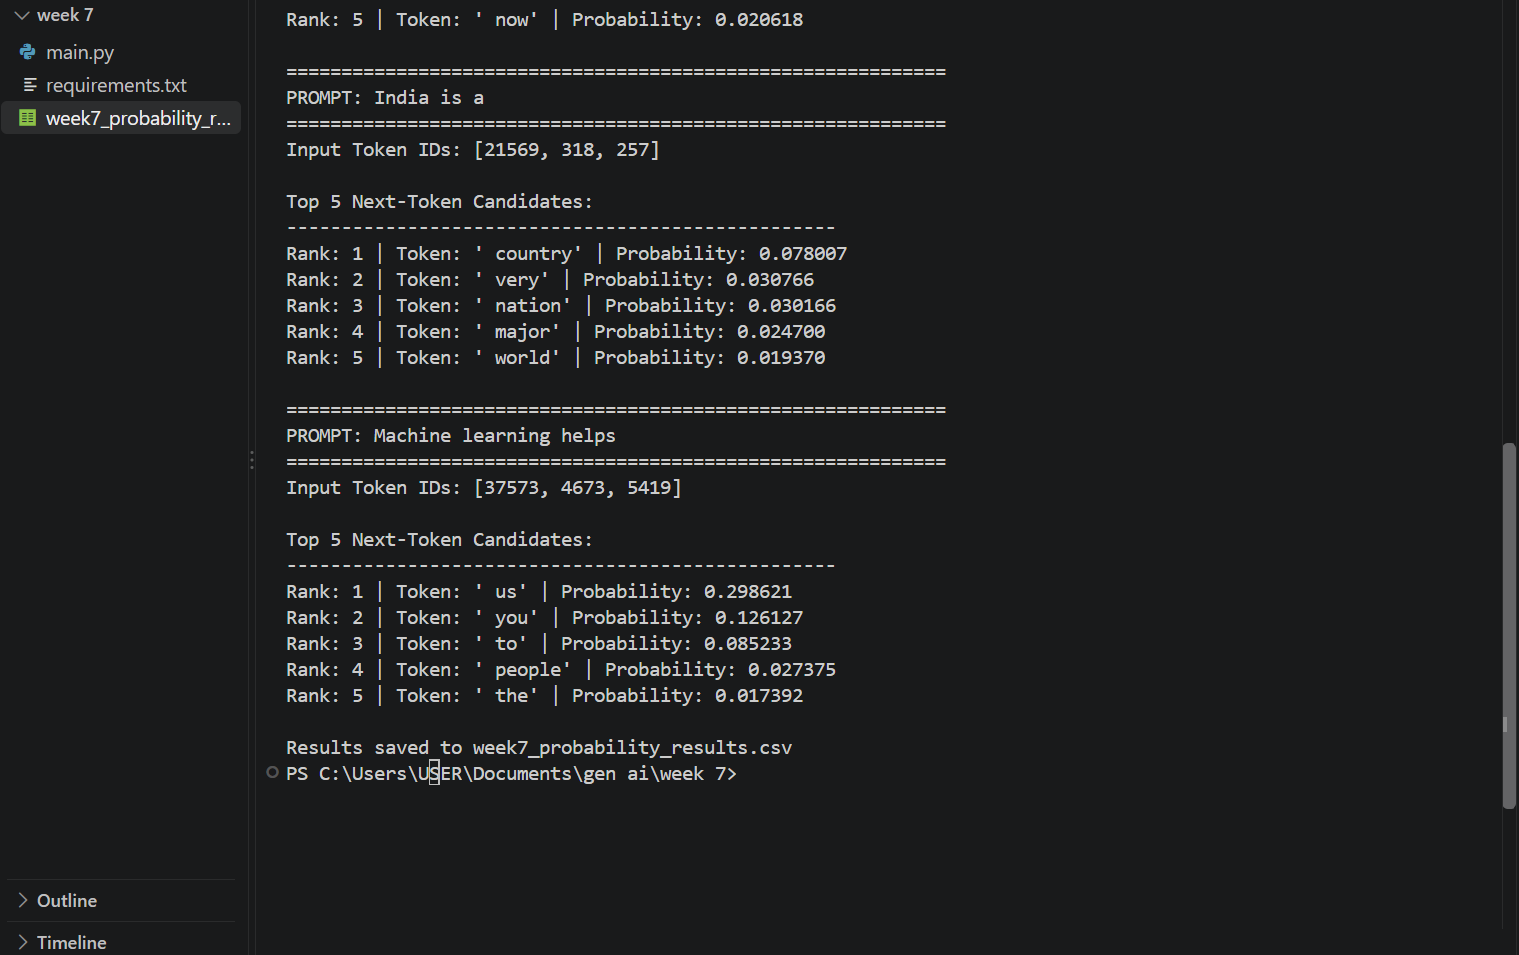 week 7
main.py
requirements.txt
week7_probability_r...
Outline
Timeline
Rank: 5 | Token: ' now' | Probability: 0.020618
============================================================
PROMPT: India is a
============================================================
Input Token IDs: [21569, 318, 257]
Top 5 Next-Token Candidates:
--------------------------------------------------
Rank: 1 | Token: ' country' | Probability: 0.078007
Rank: 2 | Token: ' very' | Probability: 0.030766
Rank: 3 | Token: ' nation' | Probability: 0.030166
Rank: 4 | Token: ' major' | Probability: 0.024700
Rank: 5 | Token: ' world' | Probability: 0.019370
============================================================
PROMPT: Machine learning helps
============================================================
Input Token IDs: [37573, 4673, 5419]
Top 5 Next-Token Candidates:
--------------------------------------------------
Rank: 1 | Token: ' us' | Probability: 0.298621
Rank: 2 | Token: ' you' | Probability: 0.126127
Rank: 3 | Token: ' to' | Probability: 0.085233
Rank: 4 | Token: ' people' | Probability: 0.027375
Rank: 5 | Token: ' the' | Probability: 0.017392
Results saved to week7_probability_results.csv
PS C:\Users\USER\Documents\gen ai\week 7>